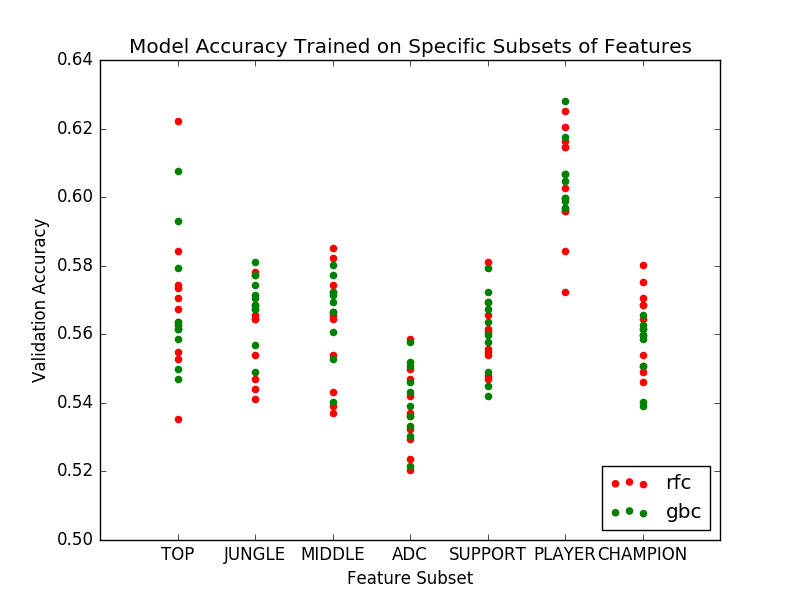 Model Accuracy Trained on Specific Subsets of Features
0.64
0.62
0.60
0.58
0.56
0.54
0.52
0.50
Validation Accuracy
TOP JUNGLE MIDDLE ADC SUPPORT PLAYER CHAMPION
Feature Subset
rfc
gbc